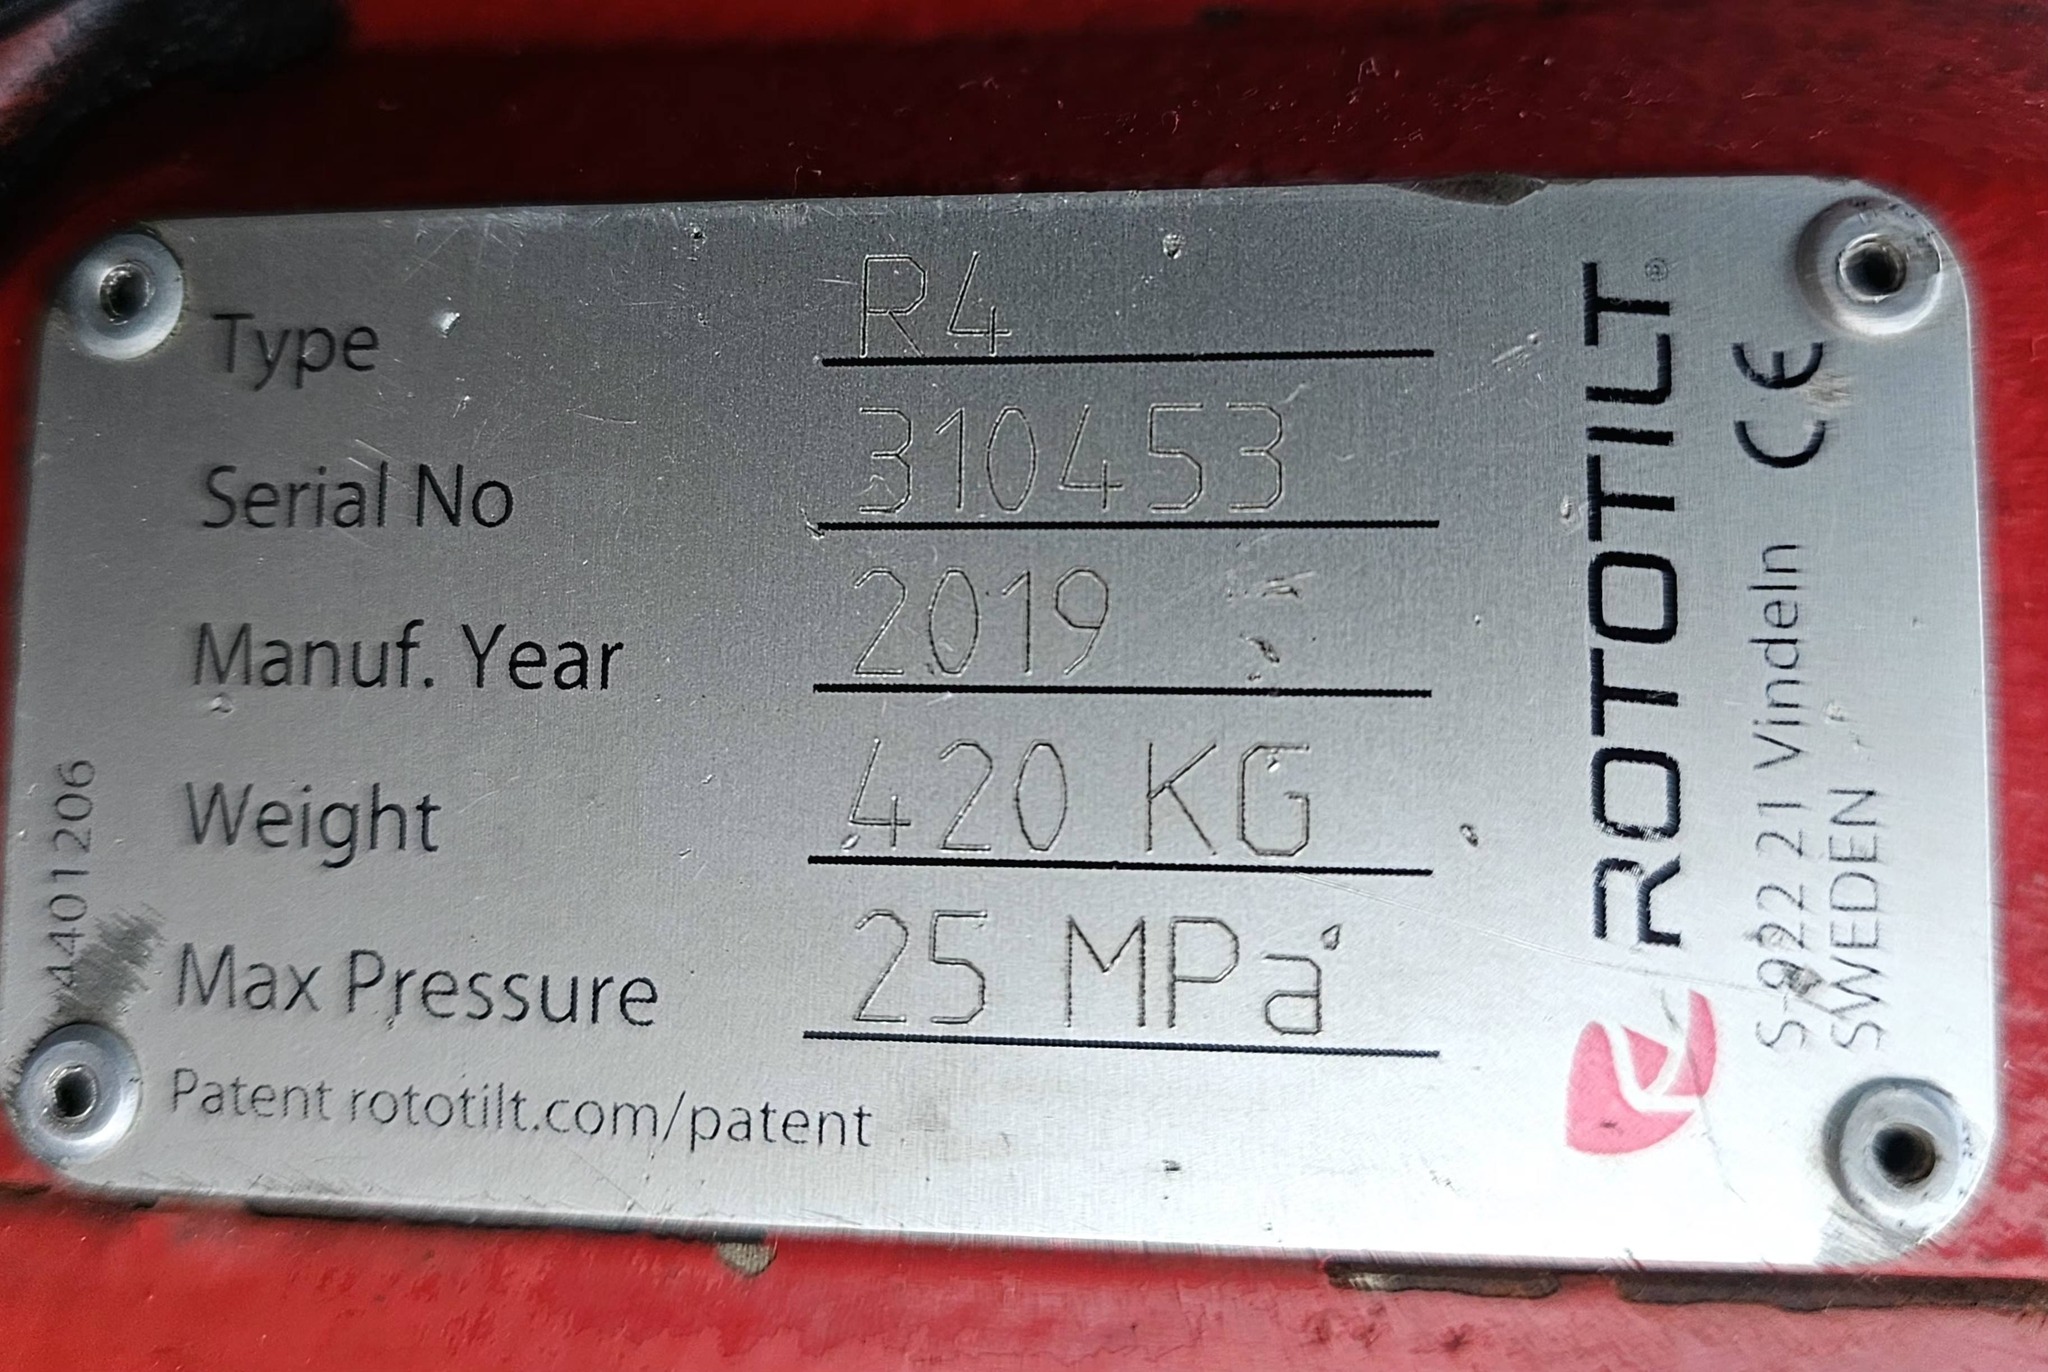 Type R4
Serial No 310453
Manuf. Year 2019
Weight 420 KG
Max Pressure 25 MPa
Patent rototilt.com/patent
4401206
ROTOTILT®
S-922 21 Vindeln
SWEDEN
CE